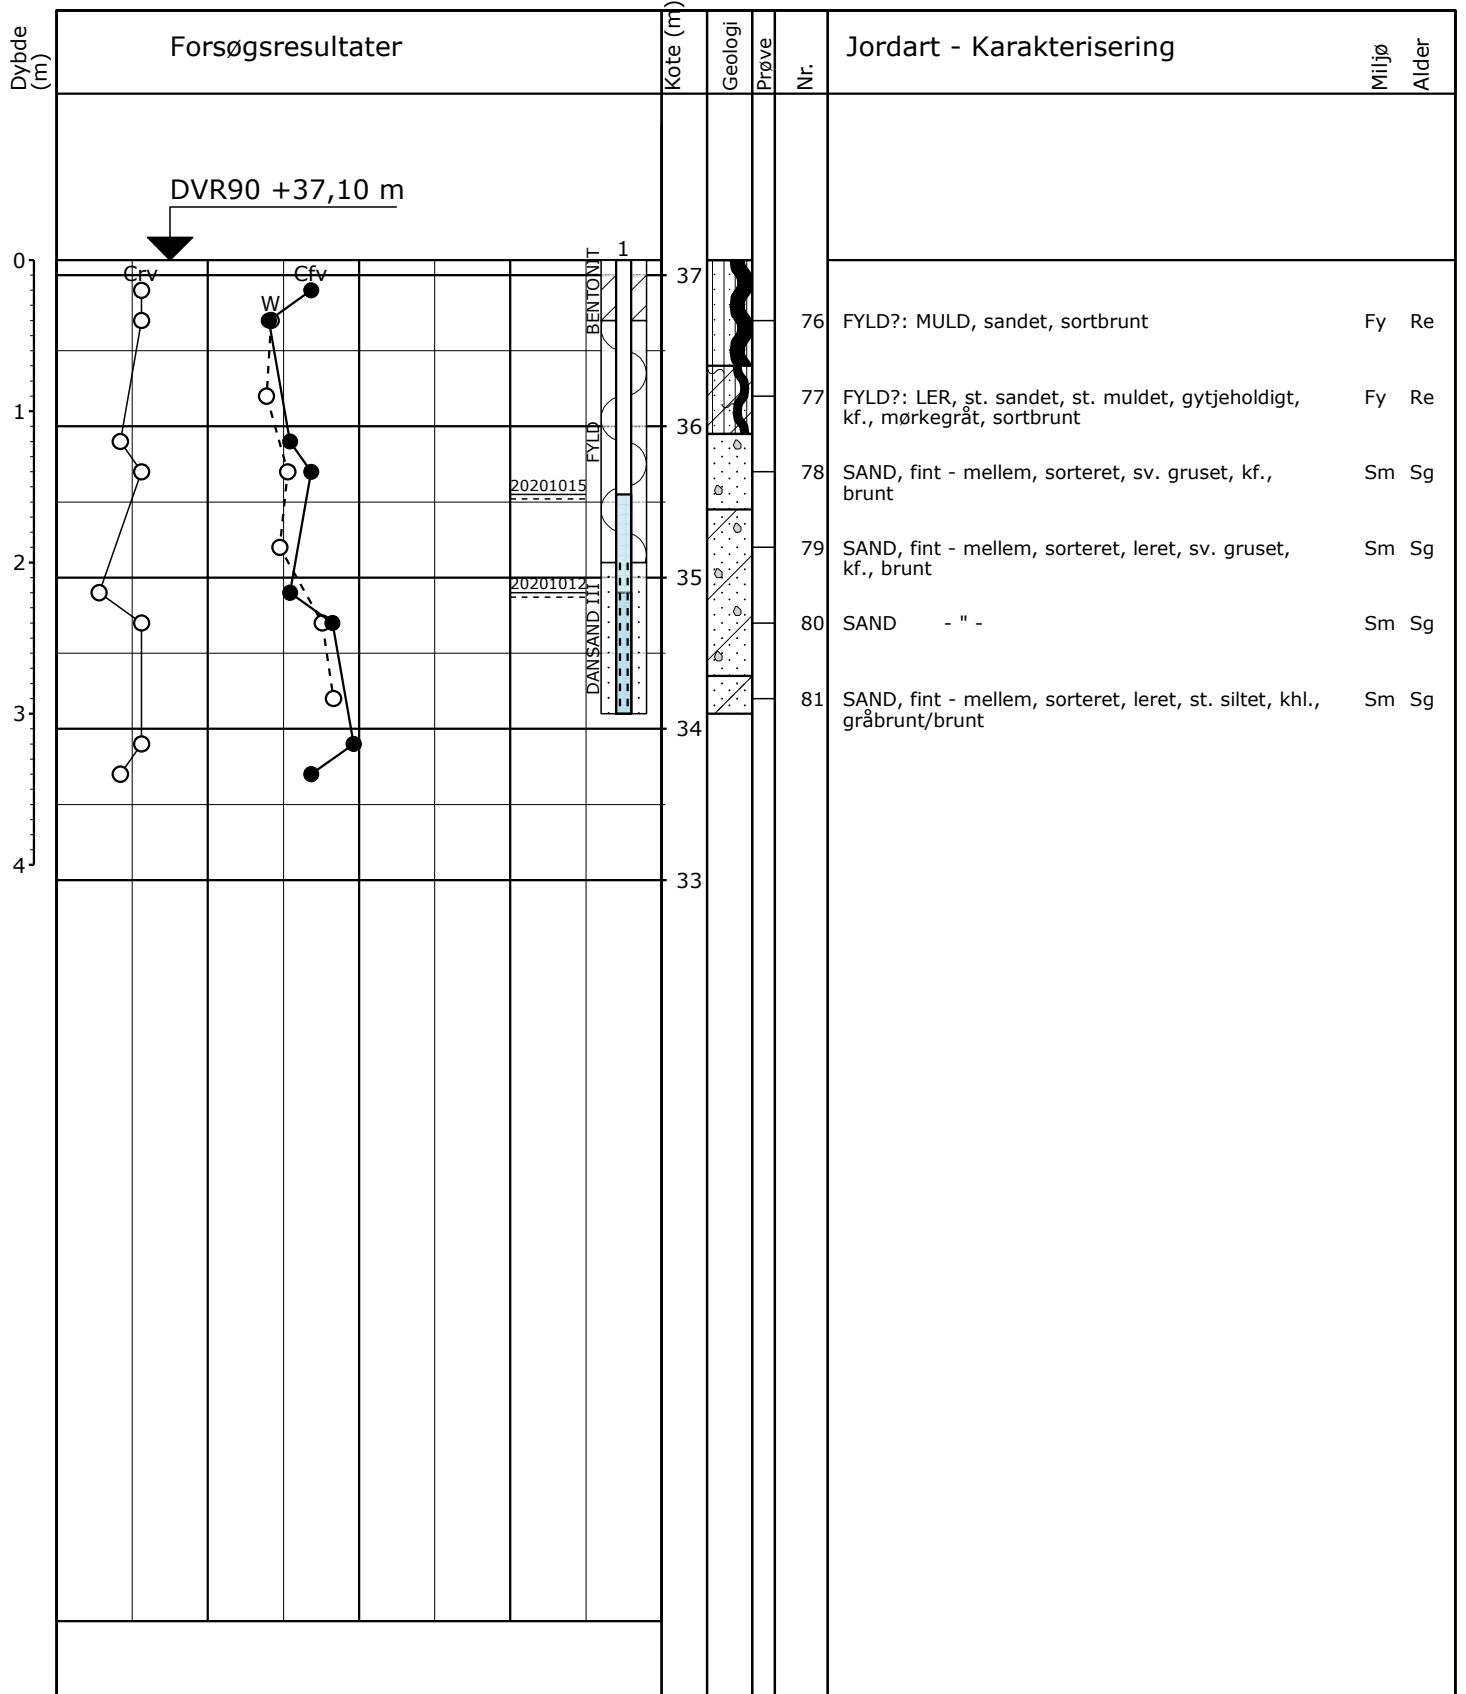 Dybde
(m)
Forsøgsresultater
Kote (m)
Geologi
Prøve
Nr.
Jordart - Karakterisering
Miljø
Alder
DVR90 +37,10 m
0
1
2
3
4
Crv
W
Cfv
20201015
20201012
BENTONIT
FYLD
DANSAND III
1
37
36
35
34
33
76 FYLD?: MULD, sandet, sortbrunt Fy Re
77 FYLD?: LER, st. sandet, st. muldet, gytjeholdigt, Fy Re
kf., mørkegråt, sortbrunt
78 SAND, fint - mellem, sorteret, sv. gruset, kf., Sm Sg
brunt
79 SAND, fint - mellem, sorteret, leret, sv. gruset, Sm Sg
kf., brunt
80 SAND - " - Sm Sg
81 SAND, fint - mellem, sorteret, leret, st. siltet, khl., Sm Sg
gråbrunt/brunt